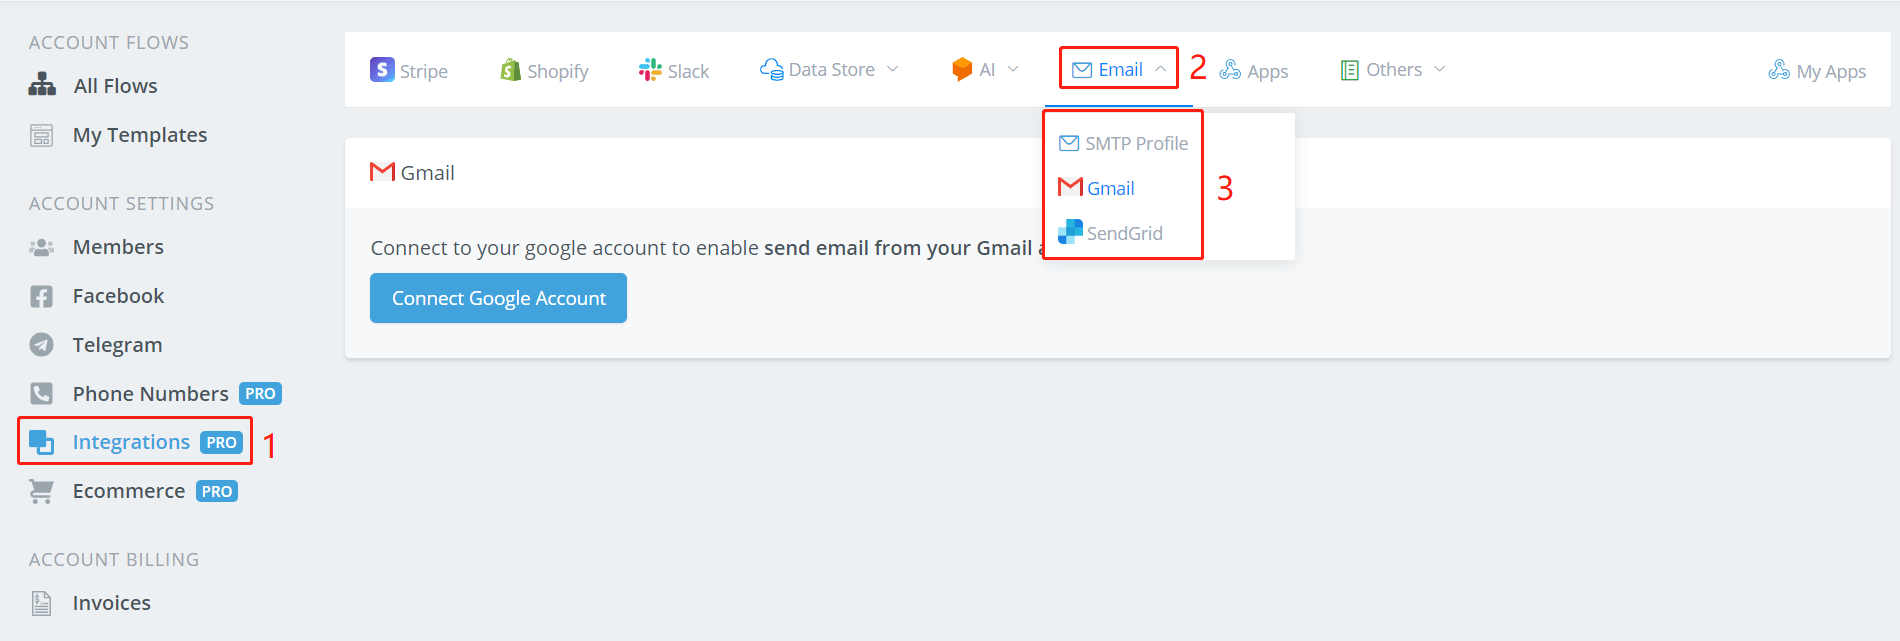 ACCOUNT FLOWS
All Flows
My Templates
ACCOUNT SETTINGS
Members
Facebook
Telegram
Phone Numbers PRO
Integrations PRO 1
Ecommerce PRO
ACCOUNT BILLING
Invoices
Stripe Shopify Slack Data Store AI Email 2 Apps Others My Apps
SMTP Profile
Gmail 3
SendGrid
Gmail
Connect to your google account to enable send email from your Gmail
Connect Google Account